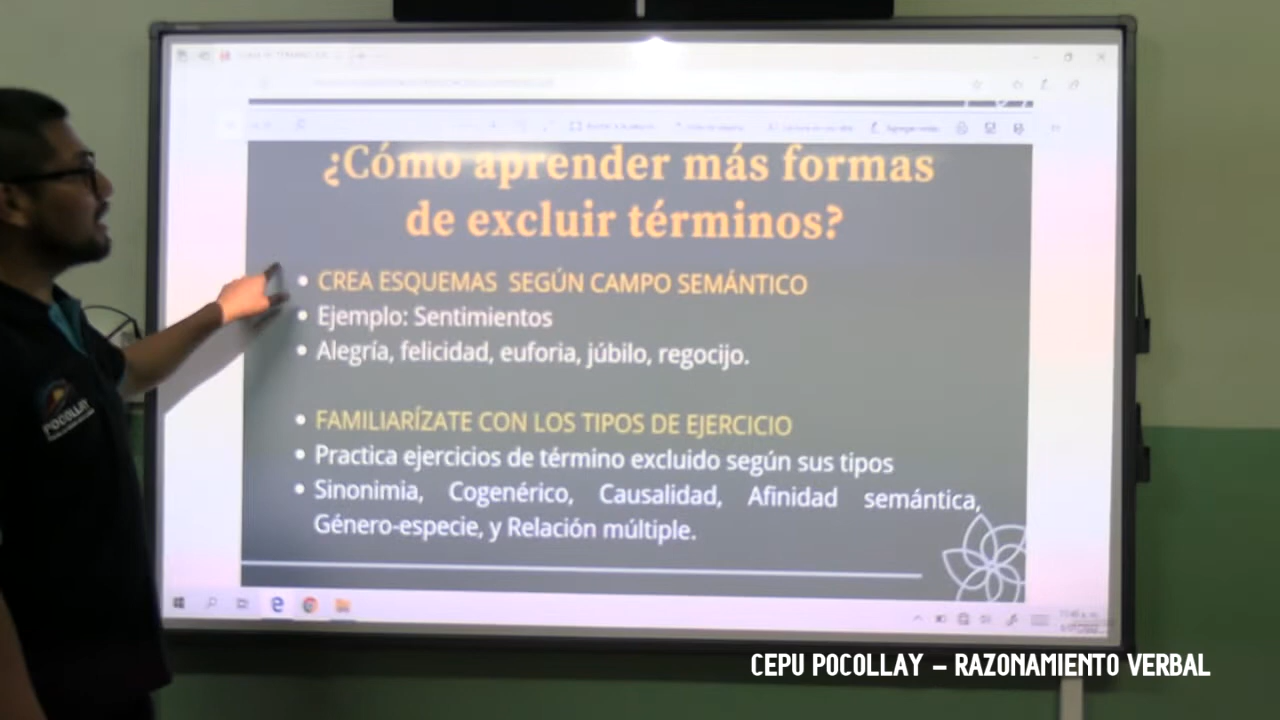 ¿Cómo aprender más formas
de excluir términos?
CREA ESQUEMAS SEGÚN CAMPO SEMÁNTICO
Ejemplo: Sentimientos
Alegría, felicidad, euforia, júbilo, regocijo.
FAMILIARÍZATE CON LOS TIPOS DE EJERCICIO
Practica ejercicios de término excluido según sus tipos
Sinonimia, Cogenérico, Causalidad, Afinidad semántica,
Género-especie, y Relación múltiple.
POCOLLAY
CEPU POCOLLAY – RAZONAMIENTO VERBAL